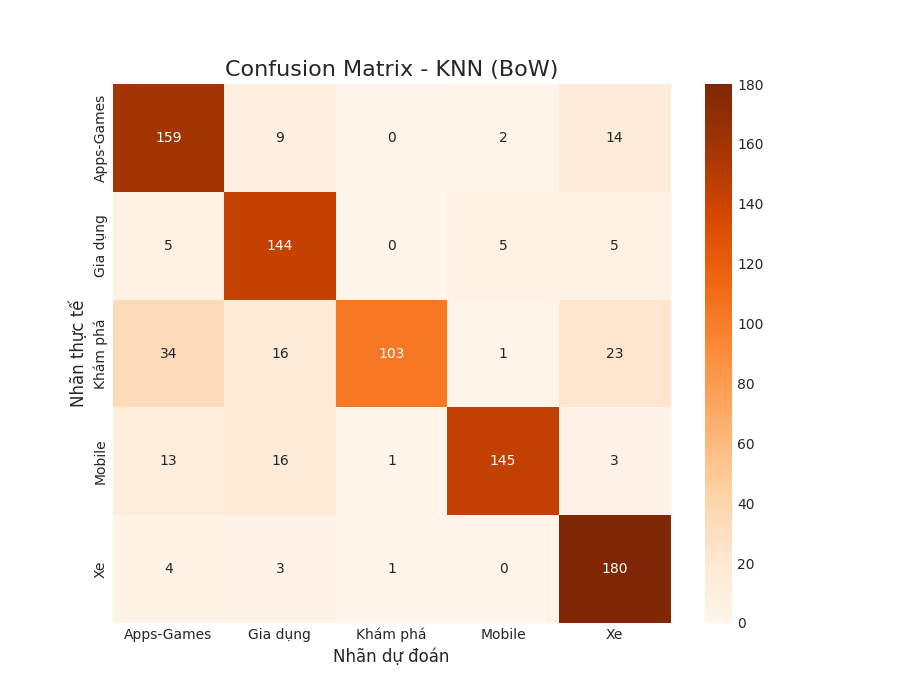 Confusion Matrix - KNN (BoW)
Nhãn thực tế
Apps-Games
159 9 0 2 14
Gia dụng
5 144 0 5 5
Khám phá
34 16 103 1 23
Mobile
13 16 1 145 3
Xe
4 3 1 0 180
Apps-Games Gia dụng Khám phá Mobile Xe
Nhãn dự đoán
180
160
140
120
100
80
60
40
20
0